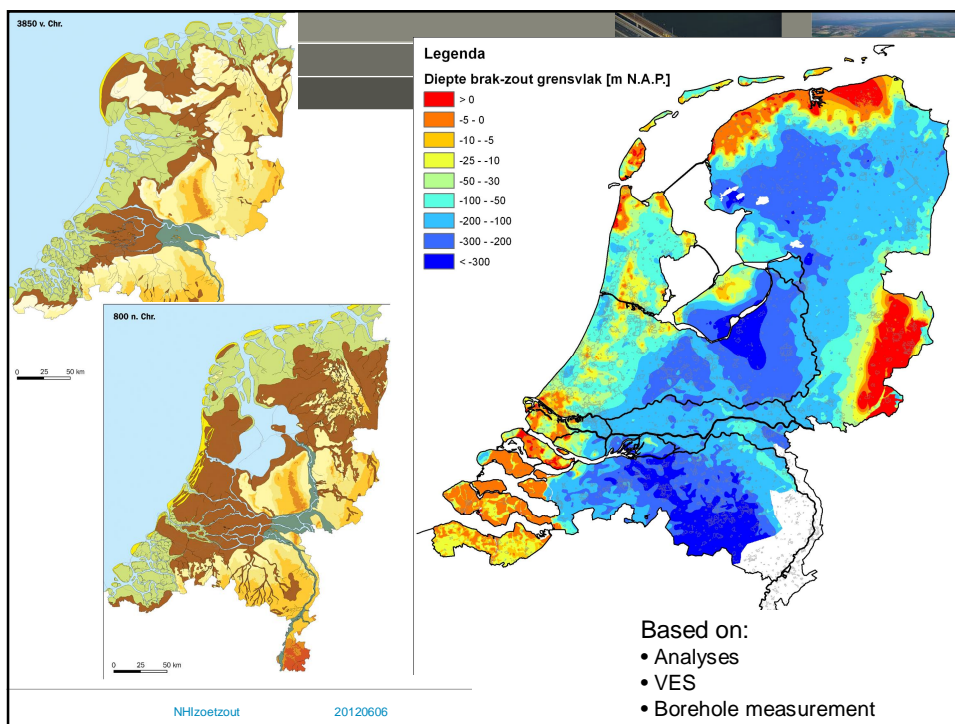 3850 v. Chr.
0 25 50 km
800 n. Chr.
0 25 50 km
Legenda
Diepte brak-zout grensvlak [m N.A.P.]
> 0
-5 - 0
-10 - -5
-25 - -10
-50 - -30
-100 - -50
-200 - -100
-300 - -200
< -300
Based on:
• Analyses
• VES
• Borehole measurement
NHIzoetzout 20120606